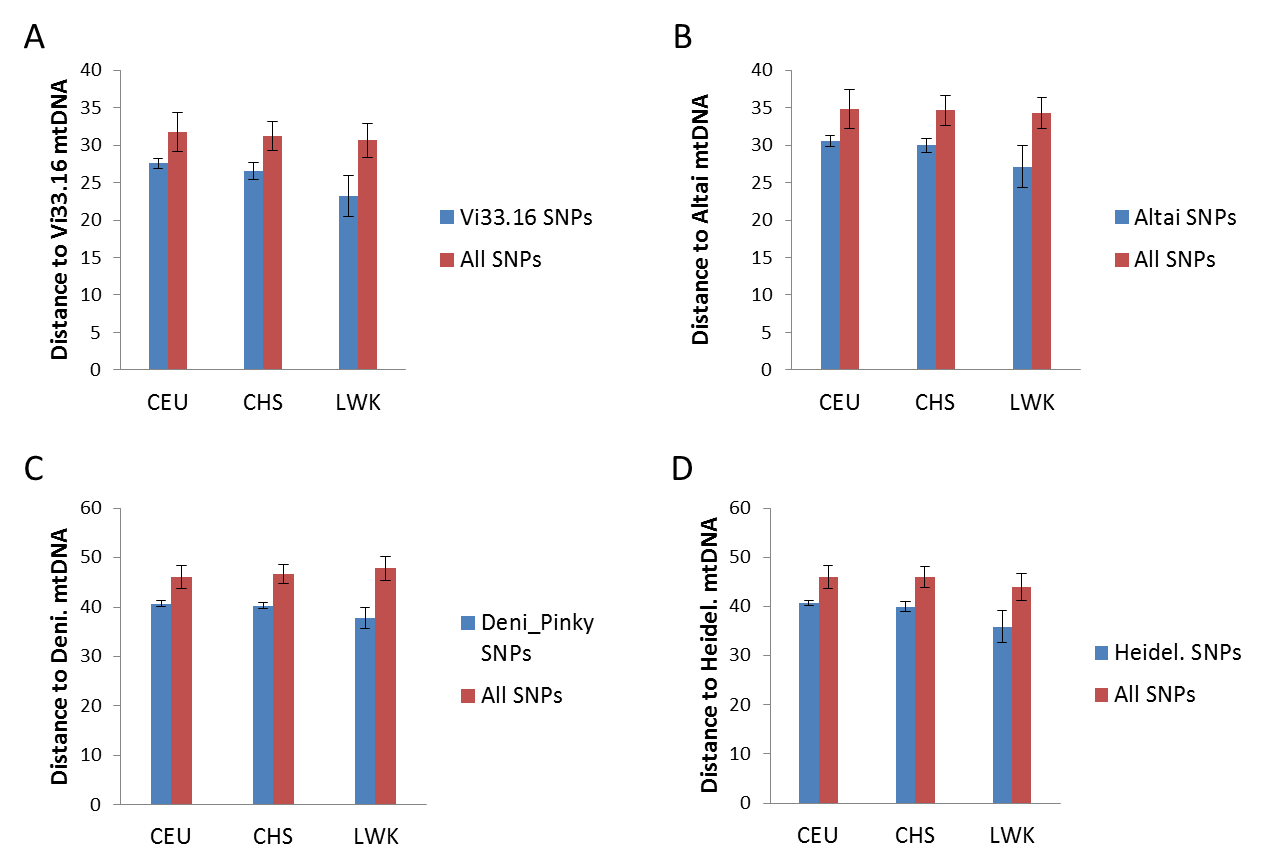 A
Distance to Vi33.16 mtDNA
40
35
30
25
20
15
10
5
0
CEU
CHS
LWK
Vi33.16 SNPs
All SNPs
B
Distance to Altai mtDNA
40
35
30
25
20
15
10
5
0
CEU
CHS
LWK
Altai SNPs
All SNPs
C
Distance to Deni. mtDNA
60
50
40
30
20
10
0
CEU
CHS
LWK
Deni_Pinky
SNPs
All SNPs
D
Distance to Heidel. mtDNA
60
50
40
30
20
10
0
CEU
CHS
LWK
Heidel. SNPs
All SNPs